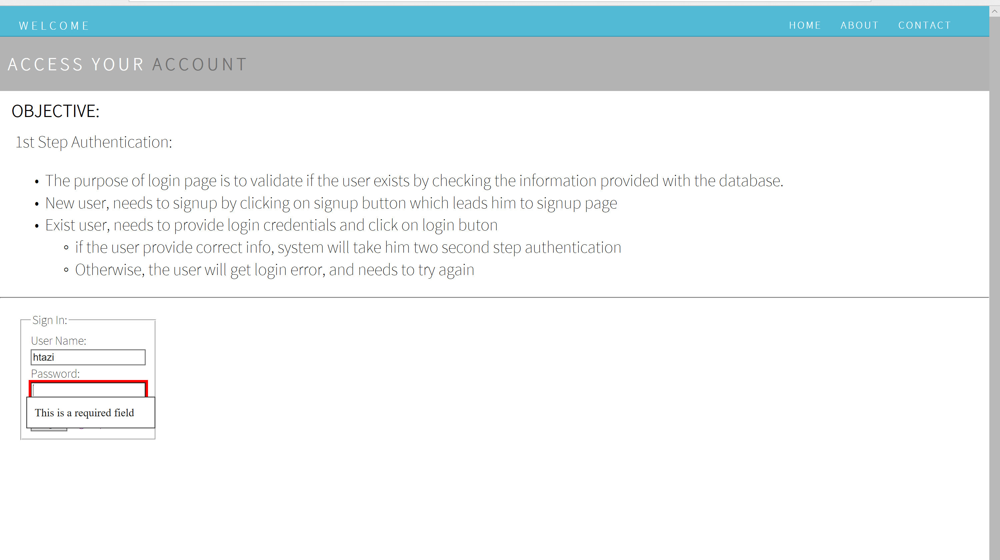 WELCOME
HOME ABOUT CONTACT
ACCESS YOUR ACCOUNT
OBJECTIVE:
1st Step Authentication:
• The purpose of login page is to validate if the user exists by checking the information provided with the database.
• New user, needs to signup by clicking on signup button which leads him to signup page
• Exist user, needs to provide login credentials and click on login buton
◦ if the user provide correct info, system will take him two second step authentication
◦ Otherwise, the user will get login error, and needs to try again
Sign In:
User Name:
htazi
Password:
This is a required field